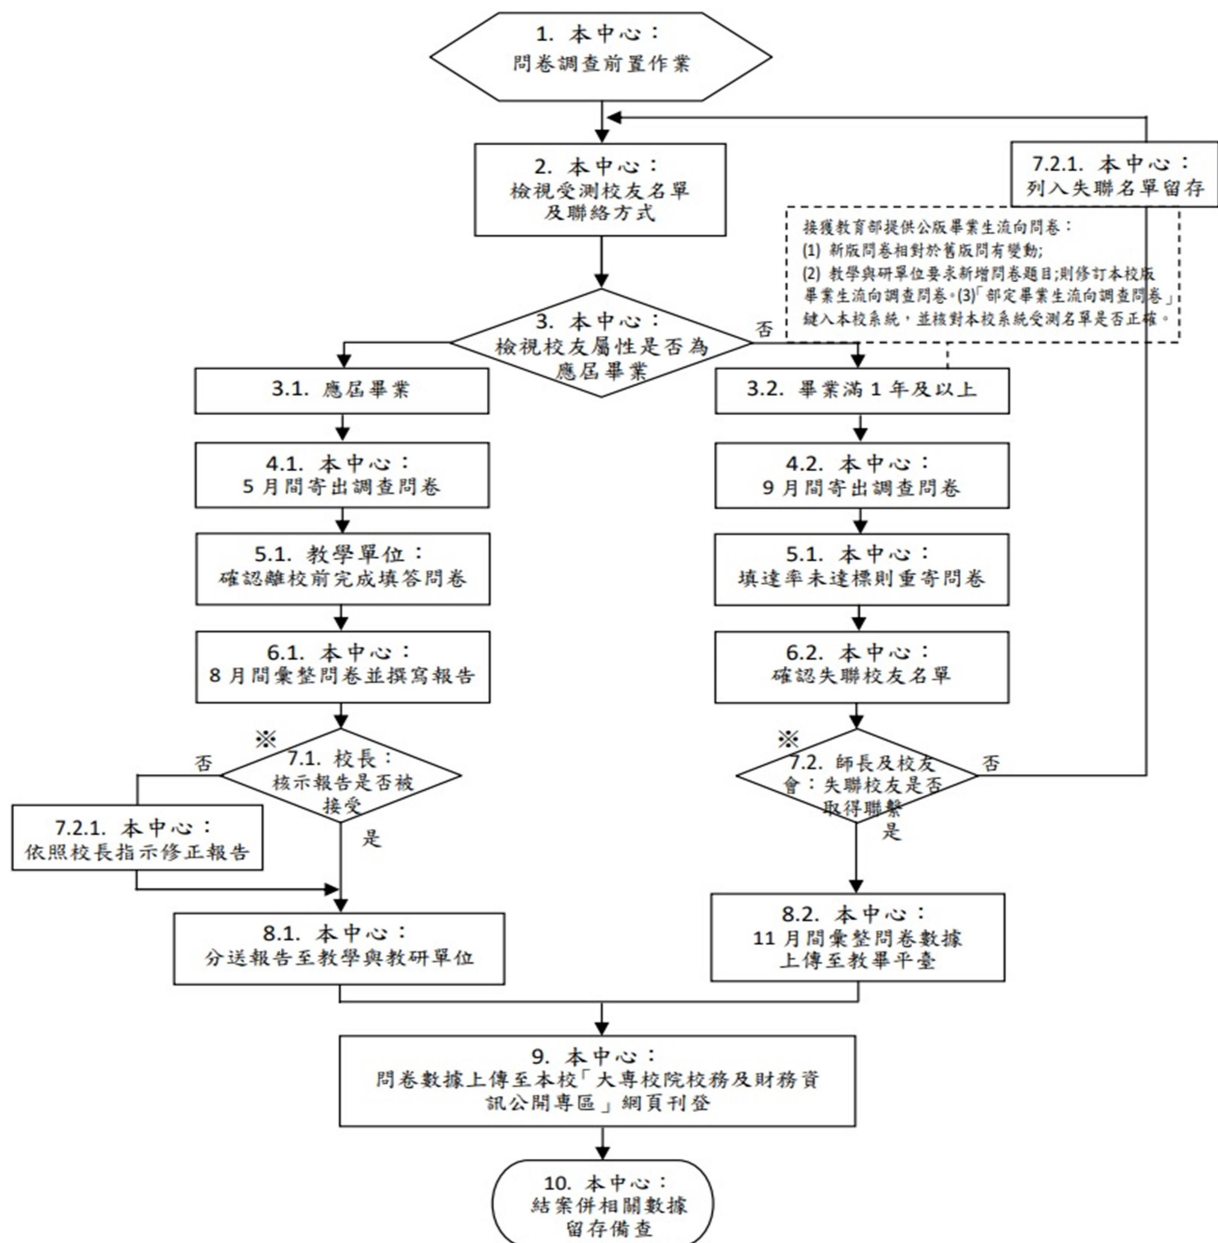 1. 本中心：
問卷調查前置作業
2. 本中心：
檢視受測校友名單
及聯絡方式
7.2.1. 本中心：
列入失聯名單留存
接獲教育部提供公版畢業生流向問卷：
(1) 新版問卷相對於舊版問有變動;
(2) 教學與研單位要求新增問卷題目;則修訂本校版
畢業生流向調查問卷。(3)「部定畢業生流向調查問卷」
鍵入本校系統，並核對本校系統受測名單是否正確。
3. 本中心：
檢視校友屬性是否為
應屆畢業
否
3.1. 應屆畢業
3.2. 畢業滿 1 年及以上
4.1. 本中心：
5 月間寄出調查問卷
4.2. 本中心：
9 月間寄出調查問卷
5.1. 教學單位：
確認離校前完成填答問卷
5.1. 本中心：
填達率未達標則重寄問卷
6.1. 本中心：
8 月間彙整問卷並撰寫報告
6.2. 本中心：
確認失聯校友名單
※
7.1. 校長：
核示報告是否被
接受
否
是
※
7.2. 師長及校友
會：失聯校友是否
取得聯繫
否
是
7.2.1. 本中心：
依照校長指示修正報告
8.1. 本中心：
分送報告至教學與教研單位
8.2. 本中心：
11 月間彙整問卷數據
上傳至教畢平臺
9. 本中心：
問卷數據上傳至本校「大專校院校務及財務資
訊公開專區」網頁刊登
10. 本中心：
結案併相關數據
留存備查